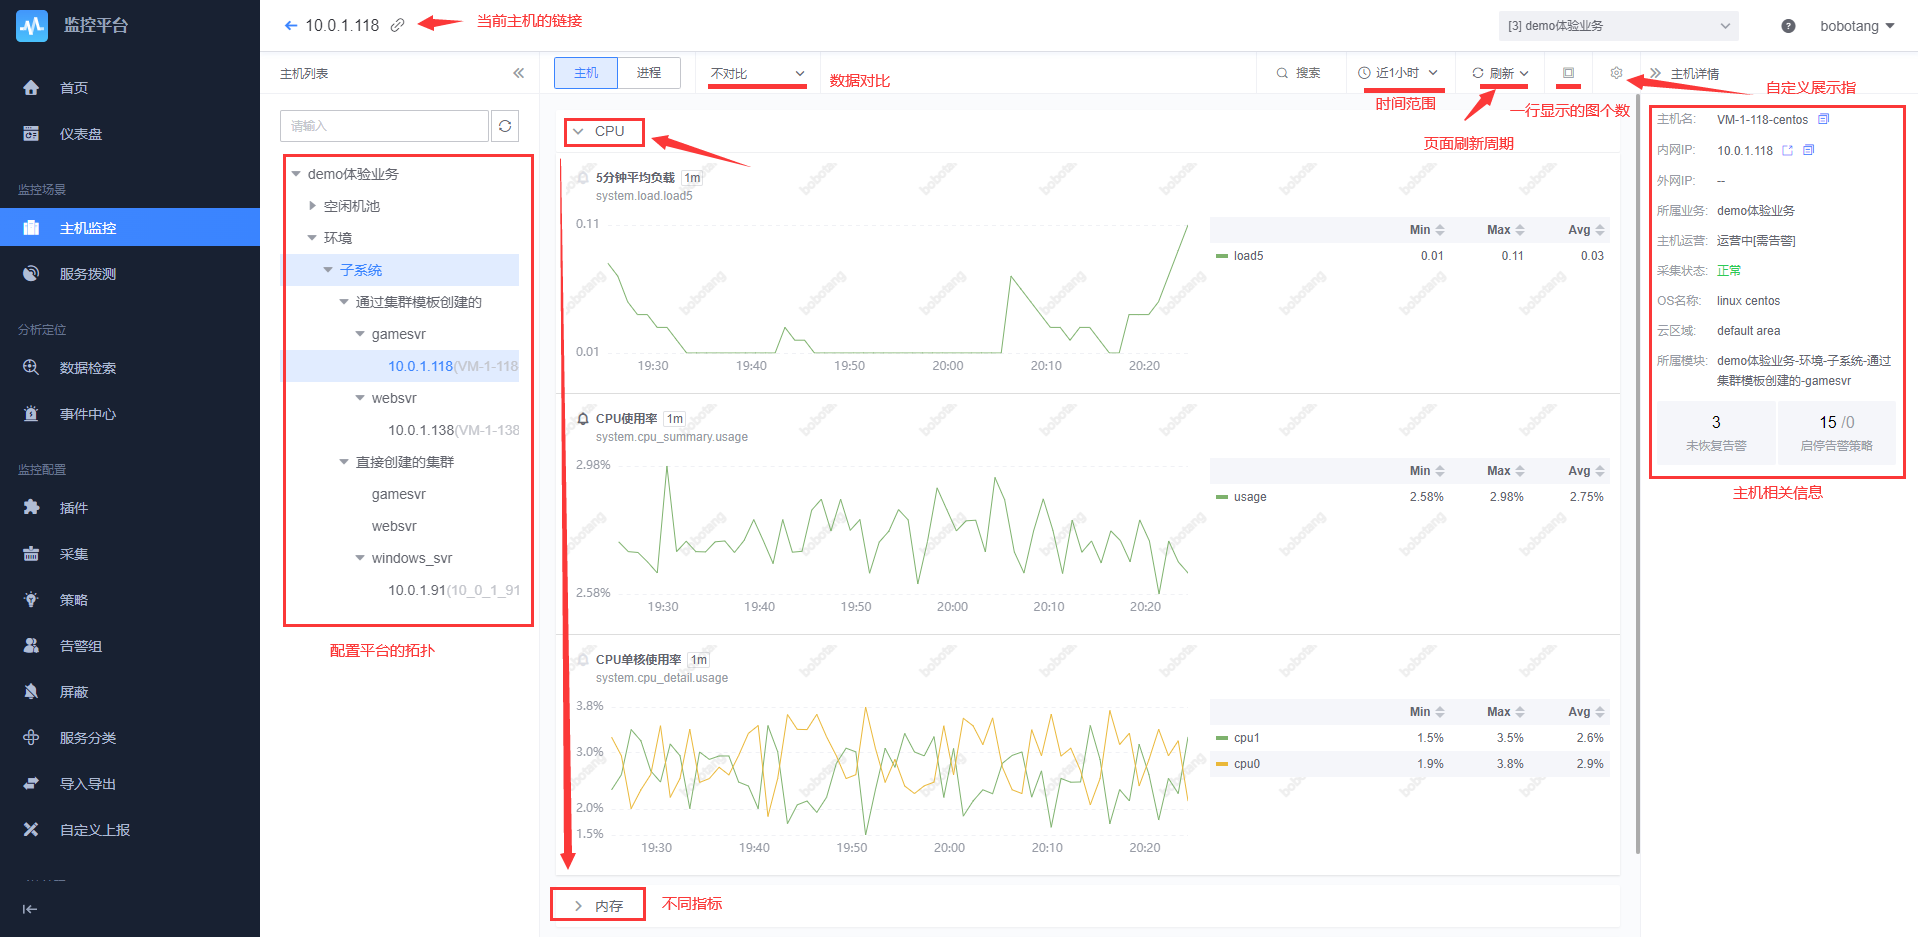 监控平台
首页
仪表盘
监控场景
主机监控
服务拨测
分析定位
数据检索
事件中心
监控配置
插件
采集
策略
告警组
屏蔽
服务分类
导入导出
自定义上报
10.0.1.118
当前主机的链接
[3] demo体验业务
bobotang
主机列表
请输入
demo体验业务
空闲机池
环境
子系统
通过集群模板创建的
gamesvr
10.0.1.118(VM-1-118
websvr
10.0.1.138(VM-1-138
直接创建的集群
gamesvr
websvr
windows_svr
10.0.1.91(10_0_1_91
配置平台的拓扑
主机 进程
不对比
数据对比
搜索
近1小时
时间范围
刷新
页面刷新周期
一行显示的图个数
自定义展示指
CPU
5分钟平均负载 1m
system.load.load5
0.11
0.01
19:30 19:40 19:50 20:00 20:10 20:20
Min Max Avg
load5 0.01 0.11 0.03
CPU使用率 1m
system.cpu_summary.usage
2.98%
2.58%
19:30 19:40 19:50 20:00 20:10 20:20
Min Max Avg
usage 2.58% 2.98% 2.75%
CPU单核使用率 1m
system.cpu_detail.usage
3.8%
3.0%
2.0%
1.5%
19:30 19:40 19:50 20:00 20:10 20:20
Min Max Avg
cpu1 1.5% 3.5% 2.6%
cpu0 1.9% 3.8% 2.9%
内存
不同指标
主机详情
主机名: VM-1-118-centos
内网IP: 10.0.1.118
外网IP: --
所属业务: demo体验业务
主机运营: 运营中[需告警]
采集状态: 正常
OS名称: linux centos
云区域: default area
所属模块: demo体验业务-环境-子系统-通过
集群模板创建的-gamesvr
3
未恢复告警
15 /0
启停告警策略
主机相关信息